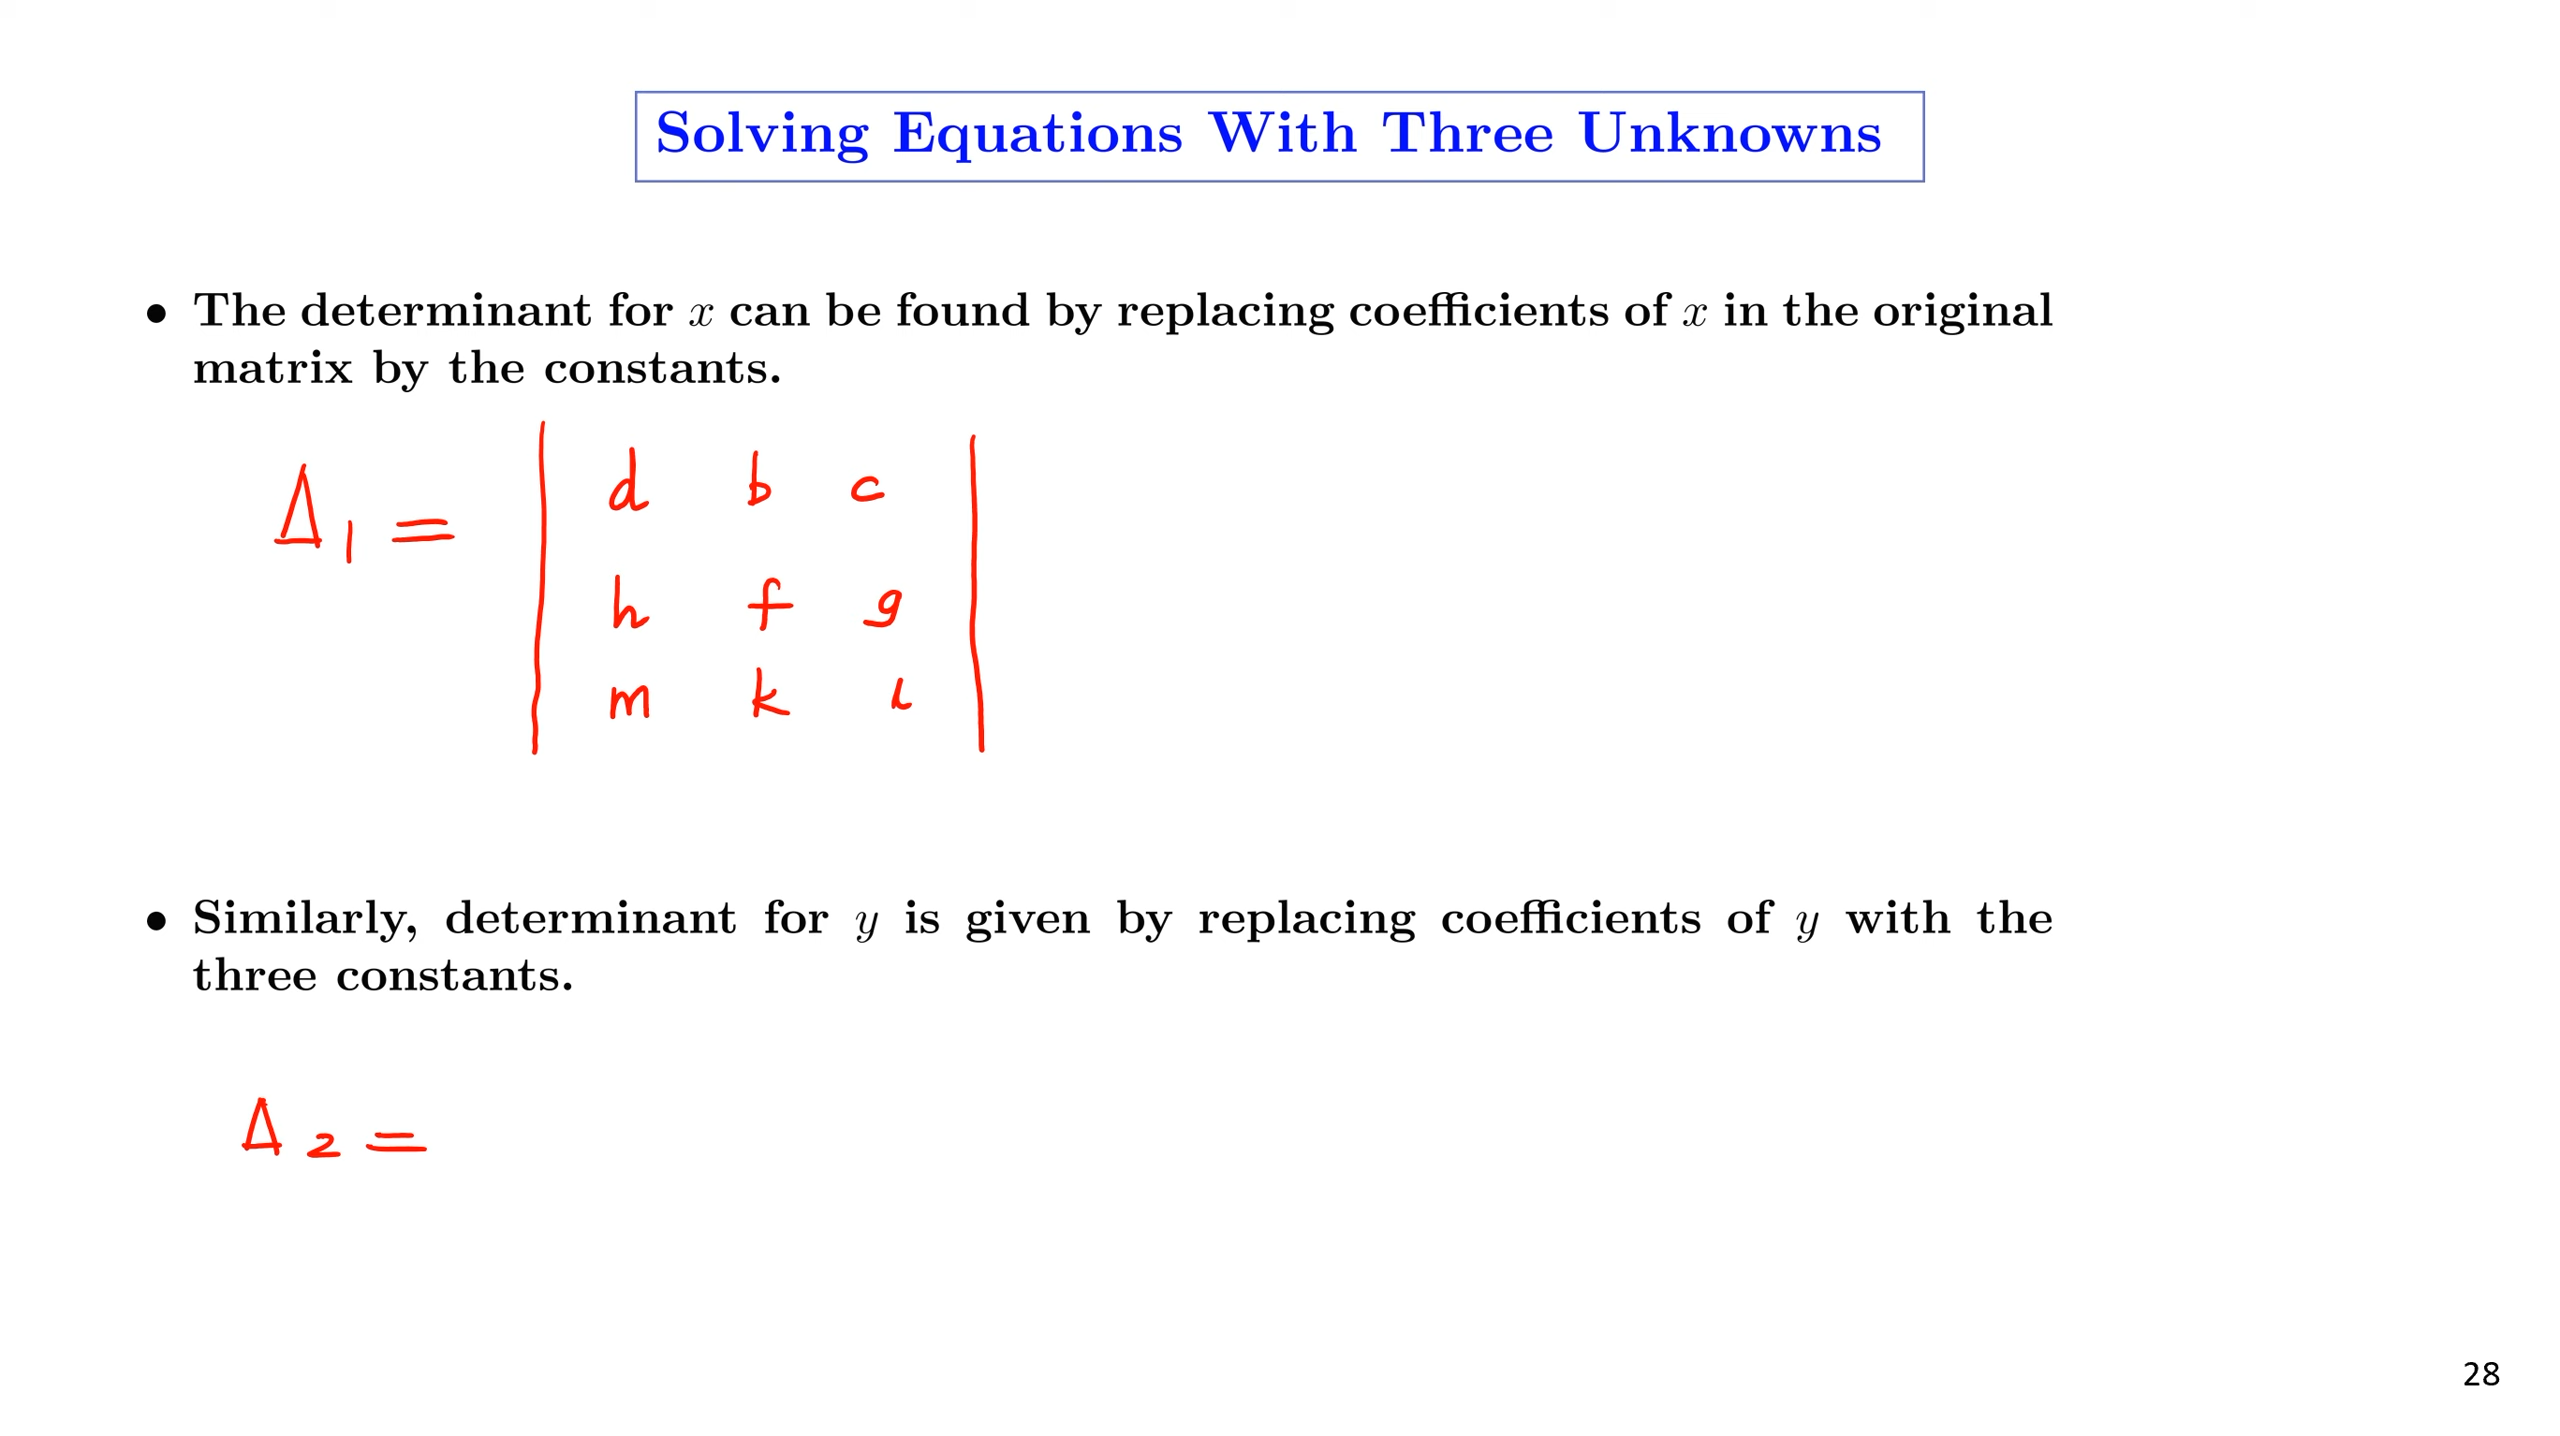 Solving Equations With Three Unknowns
• The determinant for x can be found by replacing coefficients of x in the original
matrix by the constants.
Δ₁ = | d b c |
| h f g |
| m k l |
• Similarly, determinant for y is given by replacing coefficients of y with the
three constants.
Δ₂ =
28